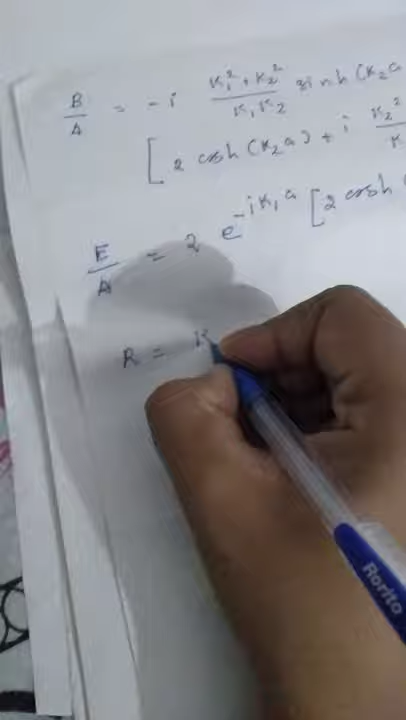 B/A = -i (K₁² + K₂²)/(K₁K₂) sinh(K₂a
[2 cosh(K₂a) + i K₂²/K
E/A = 2 e^(-iK₁a) [2 cosh
R = K
Rorito